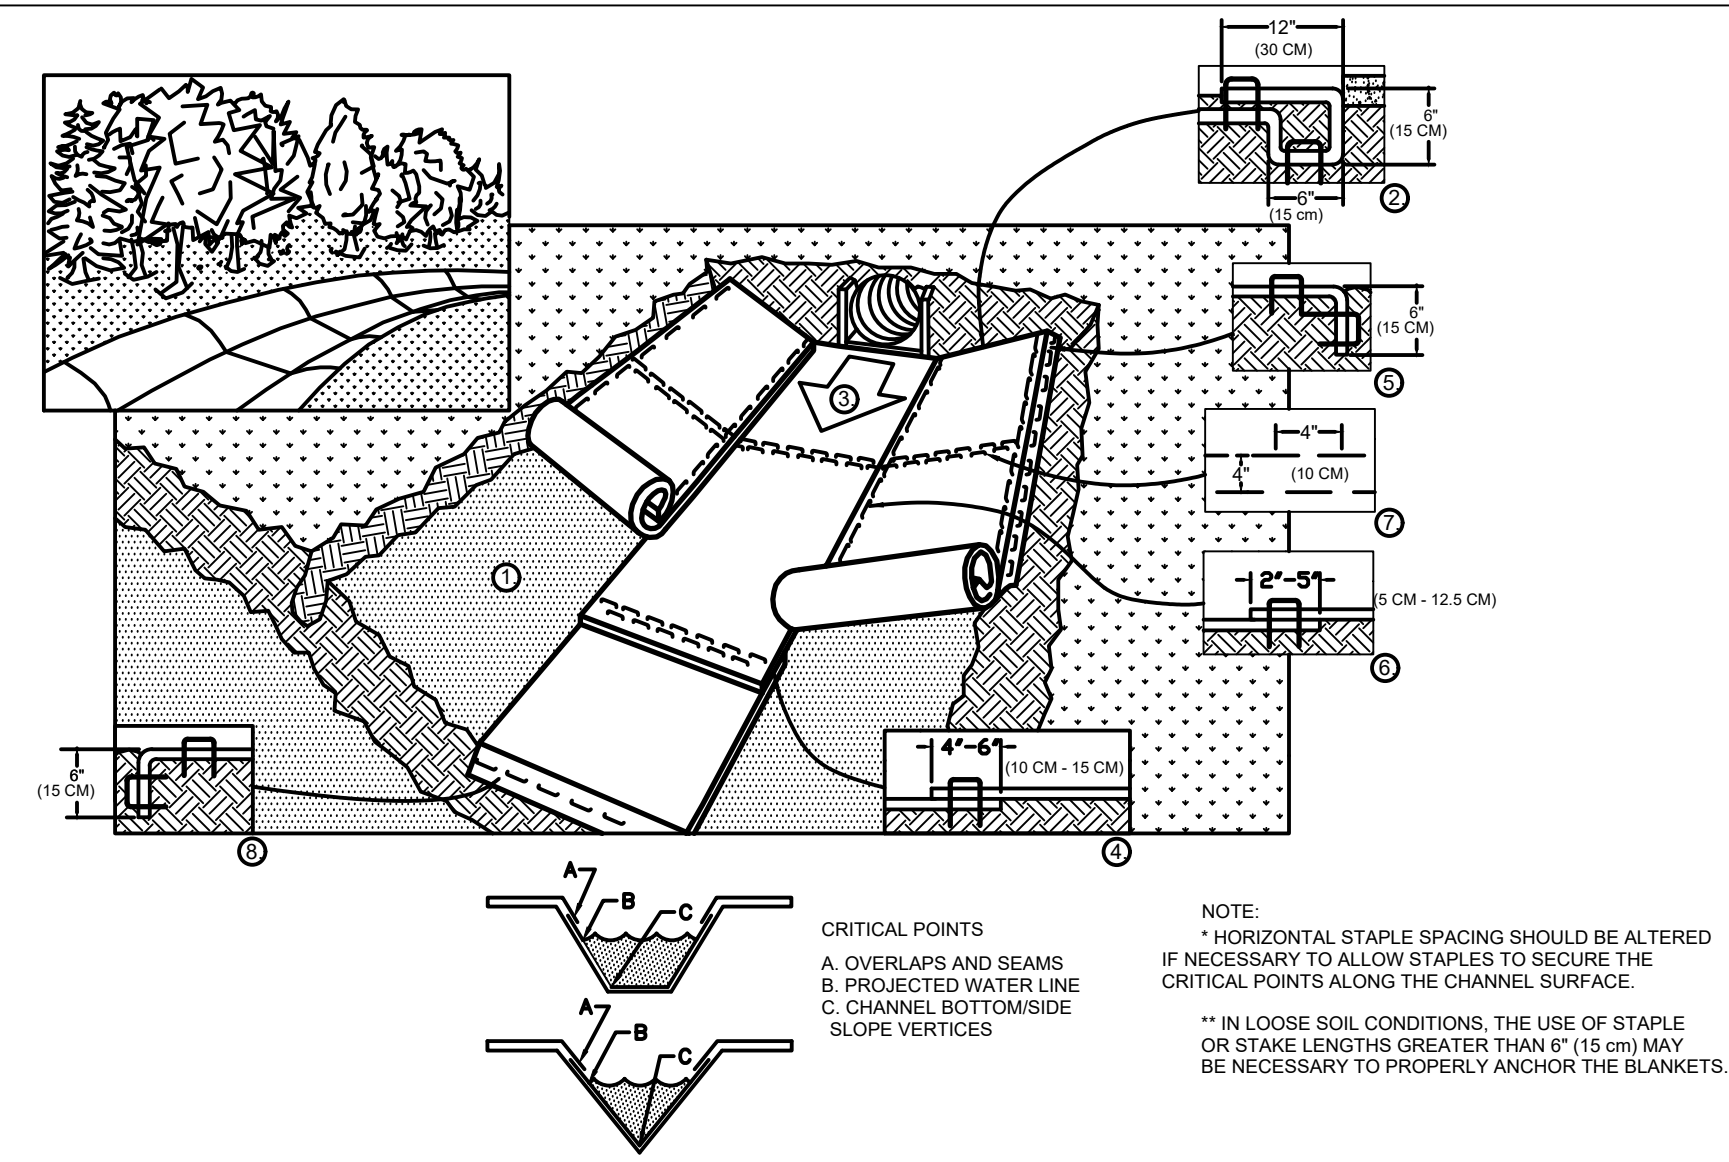 12"
(30 CM)
6"
(15 CM)
6"
(15 cm)
2.
6"
(15 CM)
5.
3.
4"
4"
(10 CM)
7.
1.
2"-5"
(5 CM - 12.5 CM)
6.
6"
(15 CM)
8.
4"-6"
(10 CM - 15 CM)
4.
A
B
C
A
B
C
CRITICAL POINTS
A. OVERLAPS AND SEAMS
B. PROJECTED WATER LINE
C. CHANNEL BOTTOM/SIDE
SLOPE VERTICES
NOTE:
* HORIZONTAL STAPLE SPACING SHOULD BE ALTERED
IF NECESSARY TO ALLOW STAPLES TO SECURE THE
CRITICAL POINTS ALONG THE CHANNEL SURFACE.
** IN LOOSE SOIL CONDITIONS, THE USE OF STAPLE
OR STAKE LENGTHS GREATER THAN 6" (15 cm) MAY
BE NECESSARY TO PROPERLY ANCHOR THE BLANKETS.